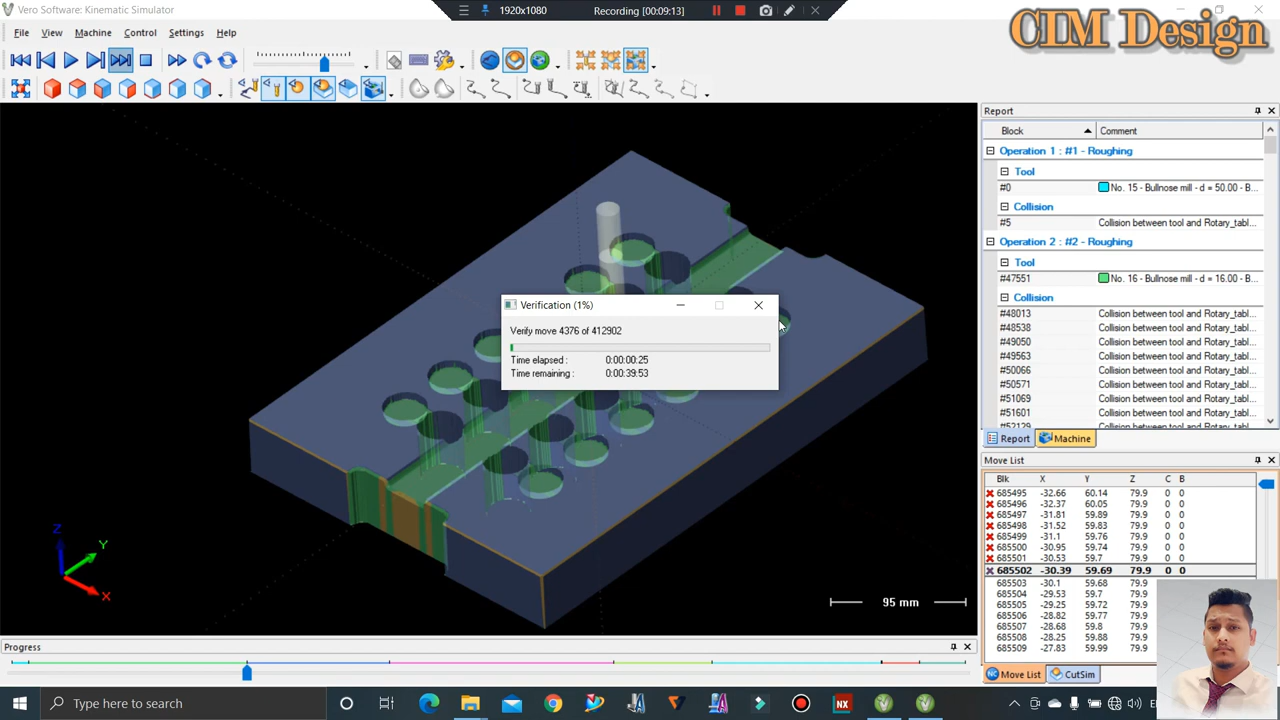 1920x1080
Recording [00:09:13]
Vero Software: Kinematic Simulator
CIM Design
File View Machine Control Settings Help
Report
Block Comment
Operation 1 : #1 - Roughing
Tool
#0 No. 15 - Bullnose mill - d = 50.00 - B...
Collision
#5 Collision between tool and Rotary_tabl...
Operation 2 : #2 - Roughing
Tool
#47551 No. 16 - Bullnose mill - d = 16.00 - B...
Collision
#48013 Collision between tool and Rotary_tabl...
#48538 Collision between tool and Rotary_tabl...
#49050 Collision between tool and Rotary_tabl...
#49563 Collision between tool and Rotary_tabl...
#50066 Collision between tool and Rotary_tabl...
#50571 Collision between tool and Rotary_tabl...
#51069 Collision between tool and Rotary_tabl...
#51601 Collision between tool and Rotary_tabl...
#52129 Collision between tool and Rotary_tabl...
Report Machine
Verification (1%)
Verify move 4376 of 412902
Time elapsed : 0:00:00:25
Time remaining : 0:00:39:53
Move List
Blk X Y Z C B
685495 -32.66 60.14 79.9 0 0
685496 -32.37 60.05 79.9 0 0
685497 -31.81 59.89 79.9 0 0
685498 -31.52 59.83 79.9 0 0
685499 -31.1 59.76 79.9 0 0
685500 -30.95 59.74 79.9 0 0
685501 -30.7 59.71 79.9 0 0
685502 -30.39 59.69 79.9 0 0
685503 -30.1 59.68 79.9 0 0
685504 -29.53 59.7 79.9
685505 -29.25 59.72 79.9
685506 -28.82 59.77 79.9
685507 -28.68 59.8 79.9
685508 -28.25 59.88 79.9
685509 -27.83 59.99 79.9
Move List CutSim
Z
Y
X
95 mm
Progress
Type here to search
NX